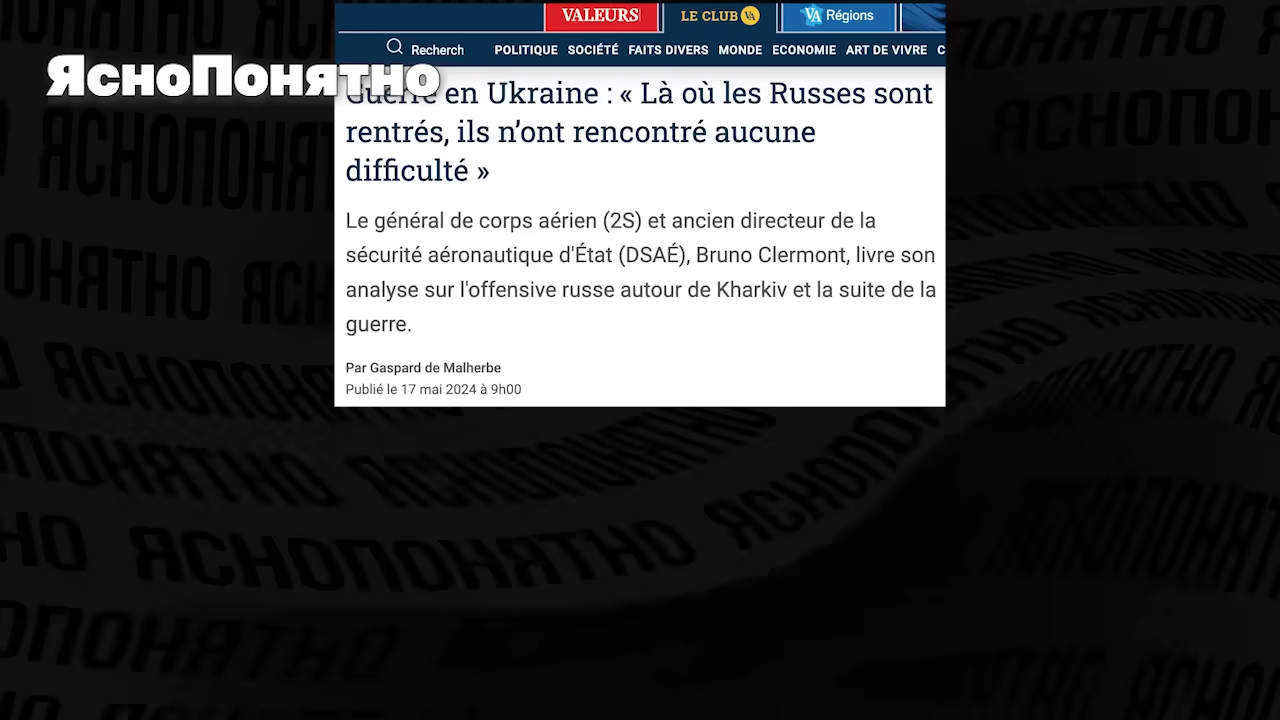 VALEURS
LE CLUB VA
VA Régions
Recherch
POLITIQUE SOCIÉTÉ FAITS DIVERS MONDE ECONOMIE ART DE VIVRE C
ЯсноПонятно
Guerre en Ukraine : « Là où les Russes sont
rentrés, ils n’ont rencontré aucune
difficulté »
Le général de corps aérien (2S) et ancien directeur de la
sécurité aéronautique d'État (DSAÉ), Bruno Clermont, livre son
analyse sur l'offensive russe autour de Kharkiv et la suite de la
guerre.
Par Gaspard de Malherbe
Publié le 17 mai 2024 à 9h00